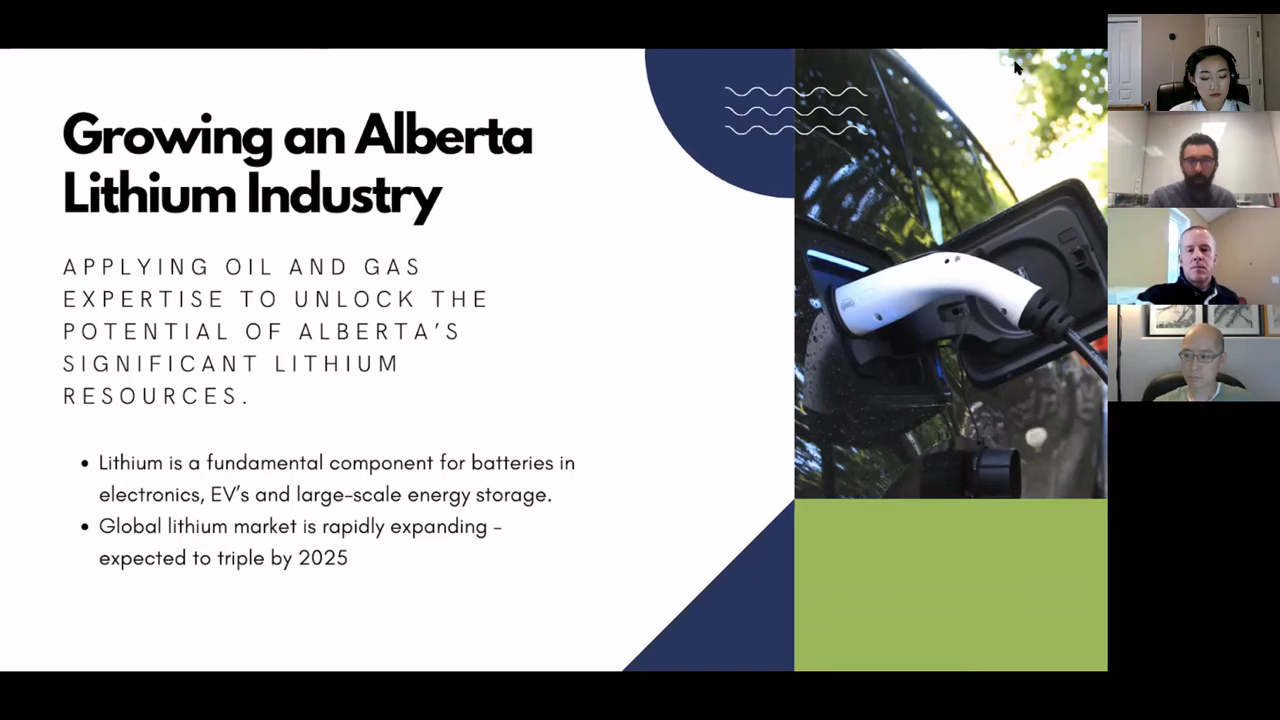 Growing an Alberta
Lithium Industry
APPLYING OIL AND GAS
EXPERTISE TO UNLOCK THE
POTENTIAL OF ALBERTA'S
SIGNIFICANT LITHIUM
RESOURCES.
• Lithium is a fundamental component for batteries in
electronics, EV's and large-scale energy storage.
• Global lithium market is rapidly expanding -
expected to triple by 2025